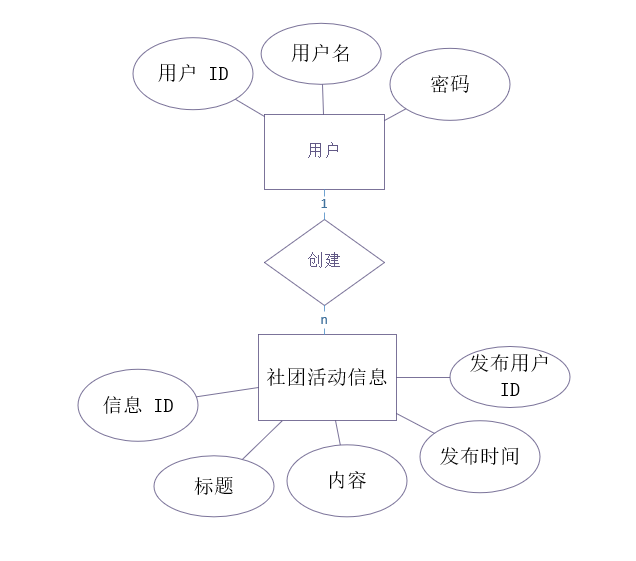 用户名
用户 ID
密码
用户
1
创建
n
社团活动信息
发布用户
ID
信息 ID
发布时间
标题
内容